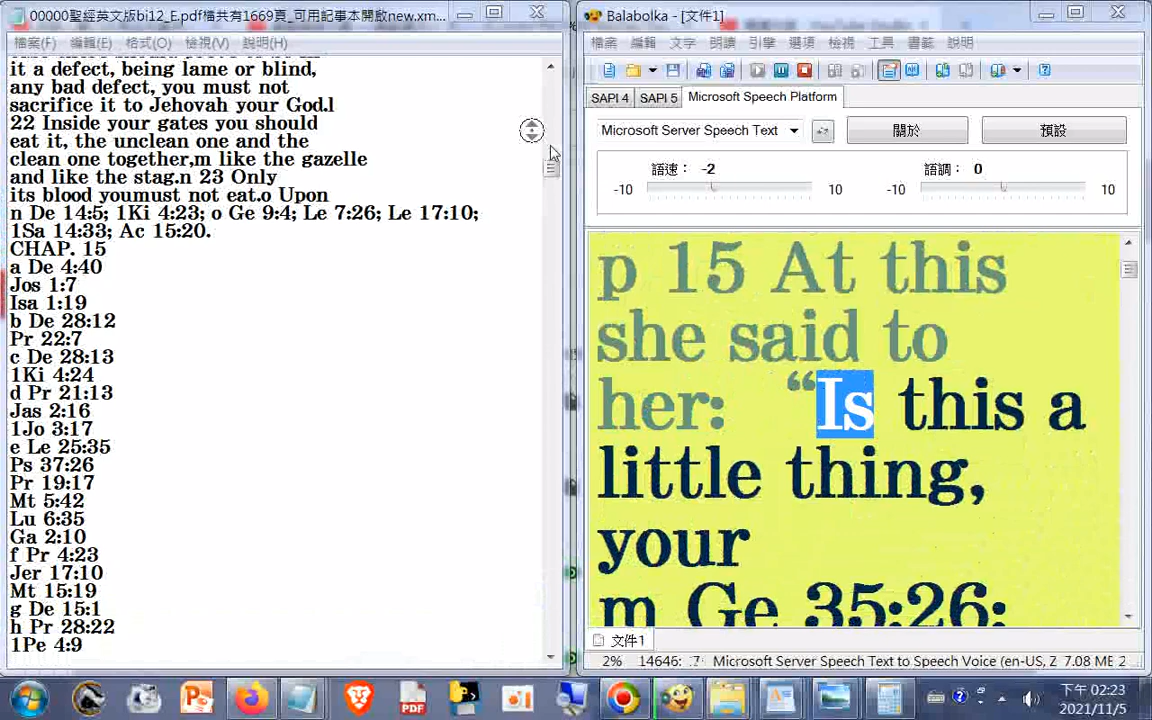 00000聖經英文版bi12_E.pdf檔共有1669頁_可用記事本開啟new.xm...
檔案(F) 編輯(E) 格式(O) 檢視(V) 說明(H)
it a defect, being lame or blind,
any bad defect, you must not
sacrifice it to Jehovah your God.l
22 Inside your gates you should
eat it, the unclean one and the
clean one together,m like the gazelle
and like the stag.n 23 Only
its blood youmust not eat.o Upon
n De 14:5; 1Ki 4:23; o Ge 9:4; Le 7:26; Le 17:10;
1Sa 14:33; Ac 15:20.
CHAP. 15
a De 4:40
Jos 1:7
Isa 1:19
b De 28:12
Pr 22:7
c De 28:13
1Ki 4:24
d Pr 21:13
Jas 2:16
1Jo 3:17
e Le 25:35
Ps 37:26
Pr 19:17
Mt 5:42
Lu 6:35
Ga 2:10
f Pr 4:23
Jer 17:10
Mt 15:19
g De 15:1
h Pr 28:22
1Pe 4:9
Balabolka - [文件1]
檔案 編輯 文字 朗讀 引擎 選項 檢視 工具 書籤 說明
SAPI 4 SAPI 5 Microsoft Speech Platform
Microsoft Server Speech Text 關於 預設
語速： -2 語調： 0
-10 10 -10 10
p 15 At this
she said to
her: “Is this a
little thing,
your
m Ge 35:26;
文件1
2% 14646: Microsoft Server Speech Text to Speech Voice (en-US, Z 7.08 MB 2
PDF
下午 02:23
2021/11/5